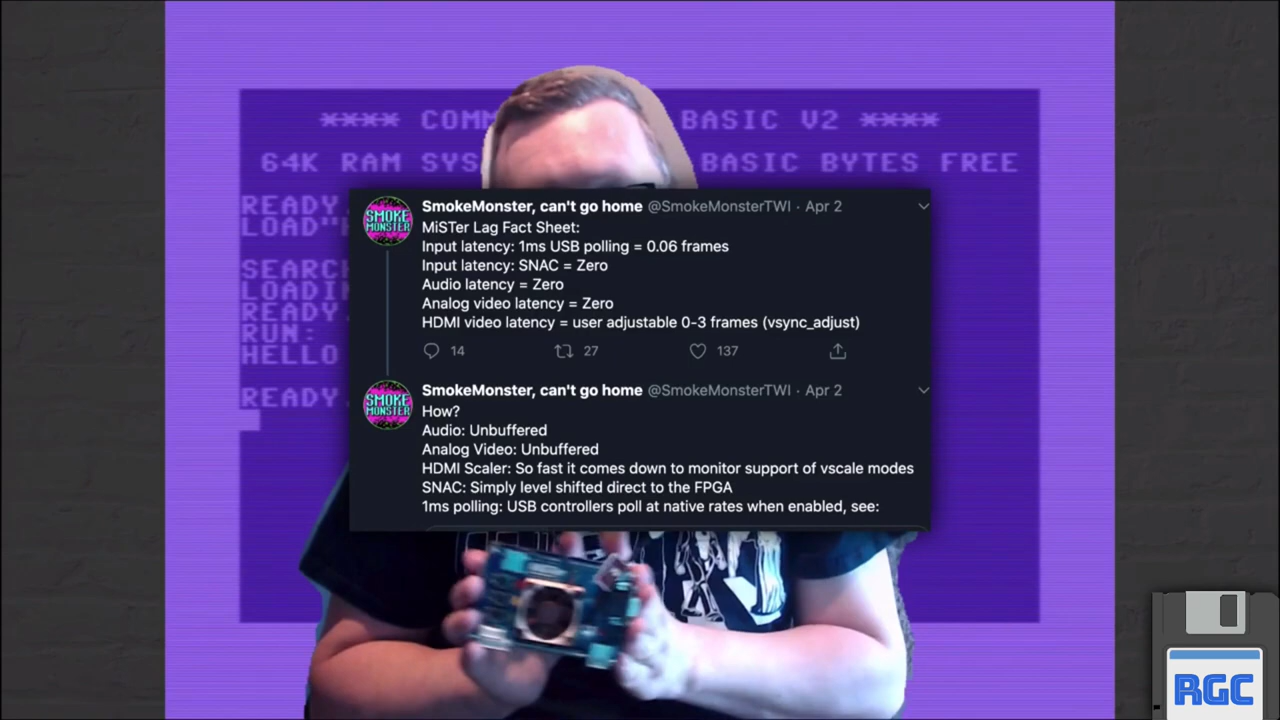 **** COMM BASIC V2 ****
64K RAM SYS BASIC BYTES FREE
READY.
LOAD"
SEARCH
LOADIN
READY.
RUN:
HELLO
READY.
SmokeMonster, can't go home @SmokeMonsterTWI · Apr 2
MiSTer Lag Fact Sheet:
Input latency: 1ms USB polling = 0.06 frames
Input latency: SNAC = Zero
Audio latency = Zero
Analog video latency = Zero
HDMI video latency = user adjustable 0-3 frames (vsync_adjust)
14 27 137
SmokeMonster, can't go home @SmokeMonsterTWI · Apr 2
How?
Audio: Unbuffered
Analog Video: Unbuffered
HDMI Scaler: So fast it comes down to monitor support of vscale modes
SNAC: Simply level shifted direct to the FPGA
1ms polling: USB controllers poll at native rates when enabled, see:
SMOKE
MONSTER
SMOKE
MONSTER
RGC